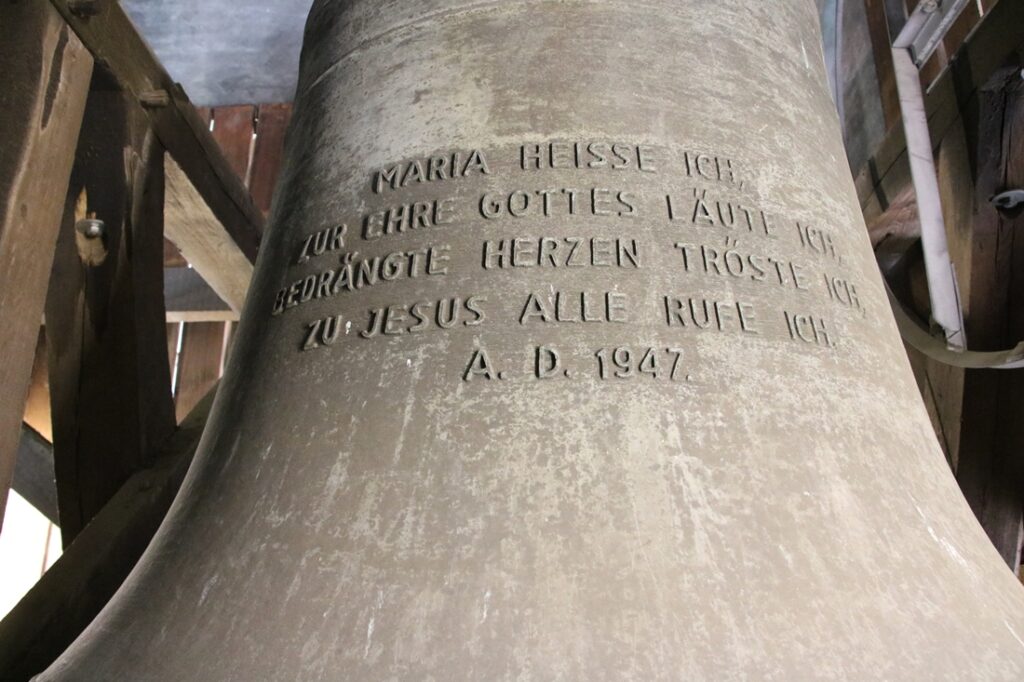 MARIA HEISSE ICH,
ZUR EHRE GOTTES LÄUTE ICH,
BEDRÄNGTE HERZEN TRÖSTE ICH,
ZU JESUS ALLE RUFE ICH.
A. D. 1947.